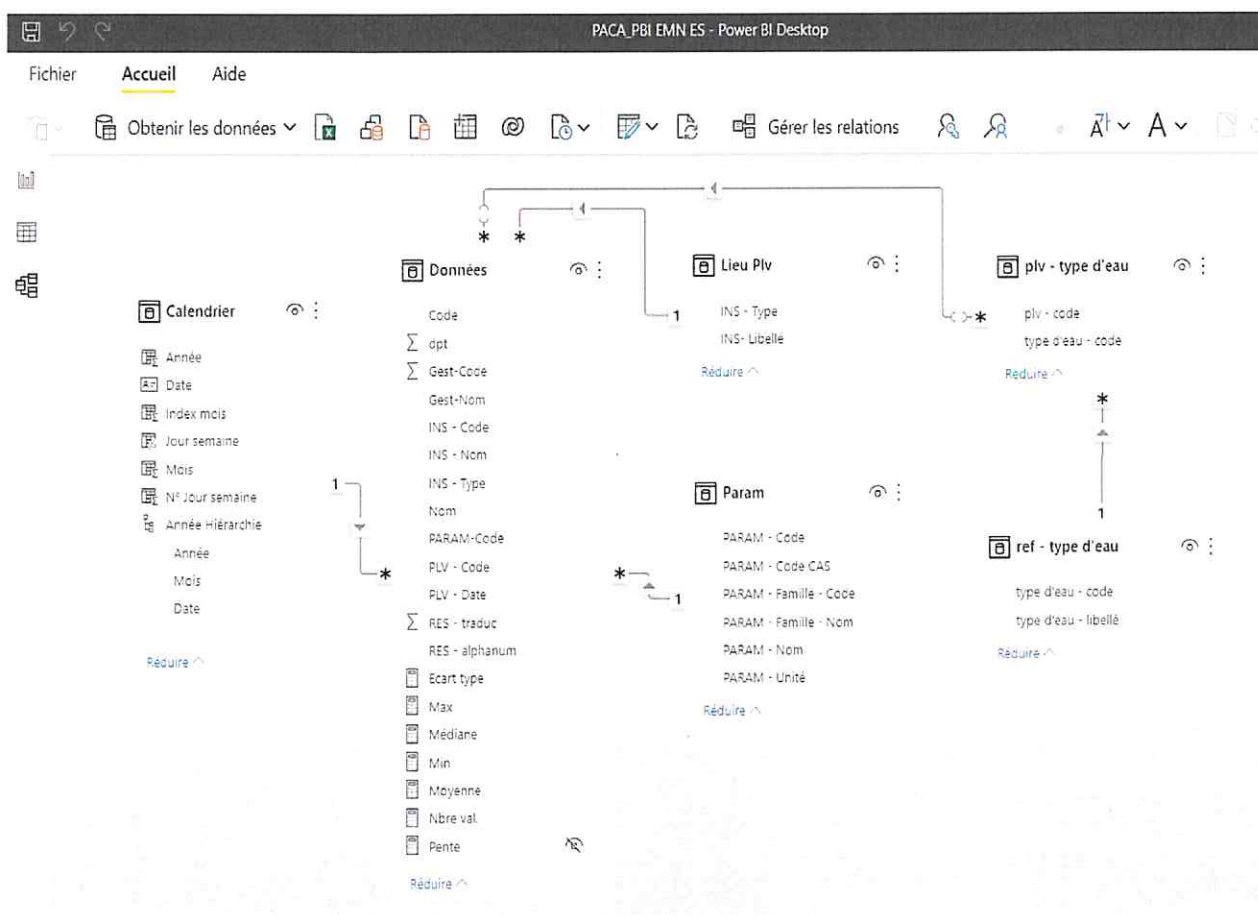 PACA_PBI EMN ES - Power BI Desktop
Fichier Accueil Aide
Obtenir les données Gérer les relations
Calendrier
Année
Date
Index mois
Jour semaine
Mois
N° Jour semaine
Année Hiérarchie
Année
Mois
Date
Réduire
1
*
Données
* *
Code
dpt
Gest-Code
Gest-Nom
INS - Code
INS - Nom
INS - Type
Nom
PARAM-Code
PLV - Code
PLV - Date
RES - traduc
RES - alphanum
Ecart type
Max
Médiane
Min
Moyenne
Nbre val.
Pente
Réduire
Lieu Plv
1
INS - Type
INS- Libellé
Réduire
Param
*
1
PARAM - Code
PARAM - Code CAS
PARAM - Famille - Code
PARAM - Famille - Nom
PARAM - Nom
PARAM - Unité
Réduire
plv - type d'eau
*
plv - code
type d'eau - code
Réduire
*
1
ref - type d'eau
type d'eau - code
type d'eau - libellé
Réduire